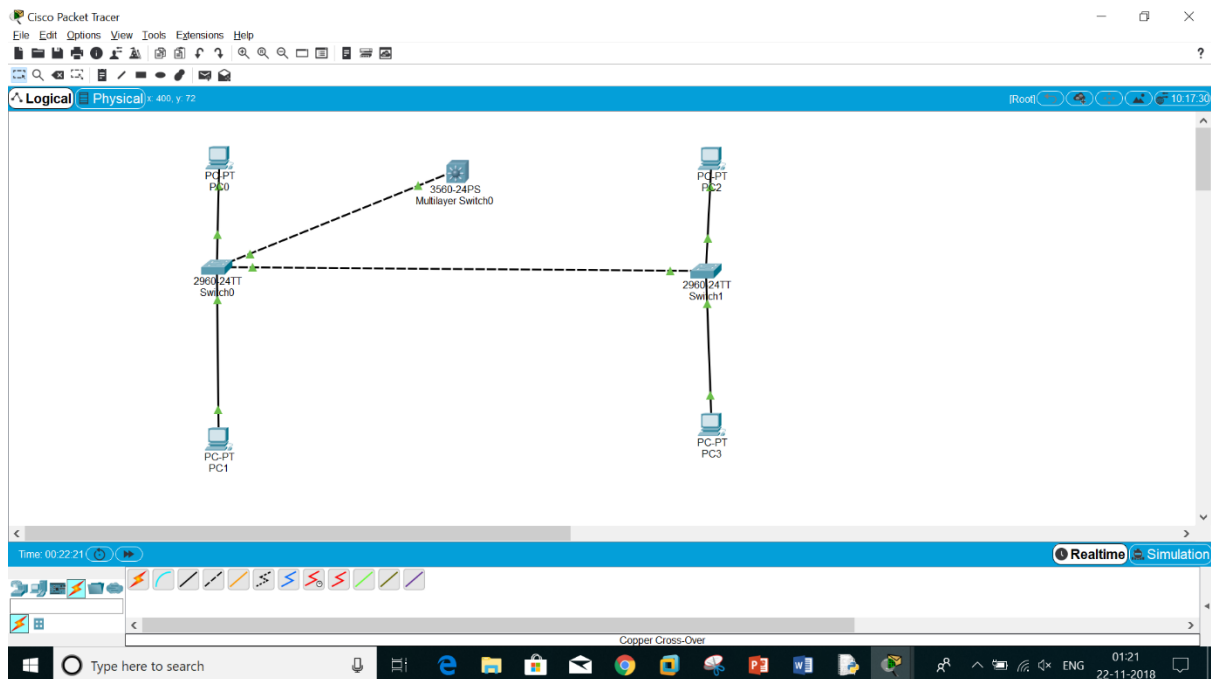 Cisco Packet Tracer
File Edit Options View Tools Extensions Help
?
Logical Physical x: 400, y: 72 [Root] 10:17:30
PC-PT
PC0
3560-24PS
Multilayer Switch0
PC-PT
PC2
2960-24TT
Switch0
2960-24TT
Switch1
PC-PT
PC1
PC-PT
PC3
Time: 00:22:21 Realtime Simulation
Copper Cross-Over
Type here to search ENG 01:21
22-11-2018